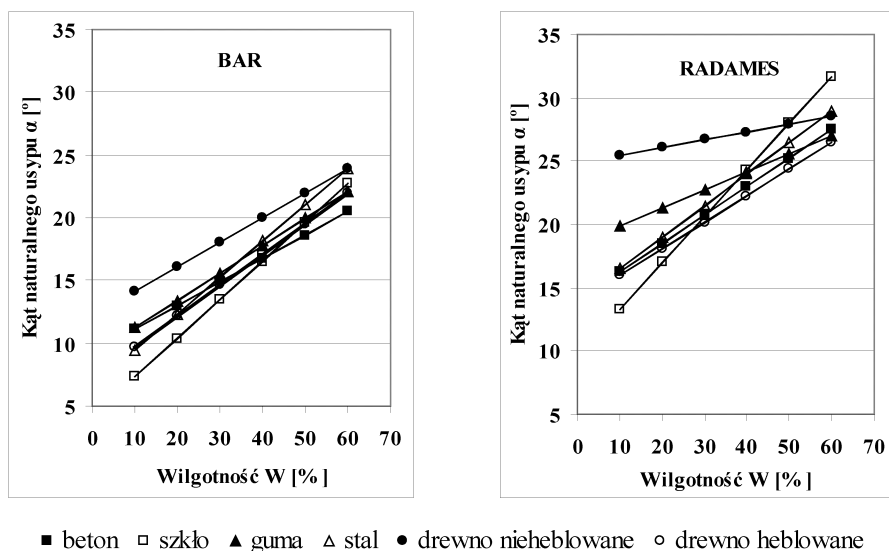 BAR
Kąt naturalnego usypu α [º]
35
30
25
20
15
10
5
0 10 20 30 40 50 60 70
Wilgotność W [%]
RADAMES
Kąt naturalnego usypu α [º]
35
30
25
20
15
10
5
0 10 20 30 40 50 60 70
Wilgotność W [%]
beton szkło guma stal drewno nieheblowane drewno heblowane